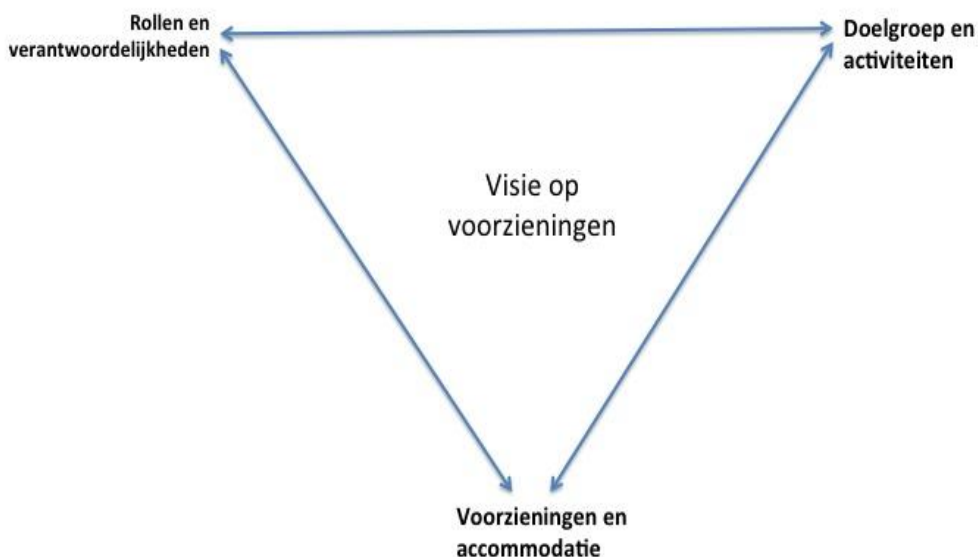 Rollen en
verantwoordelijkheden
Doelgroep en
activiteiten
Visie op
voorzieningen
Voorzieningen en
accommodatie